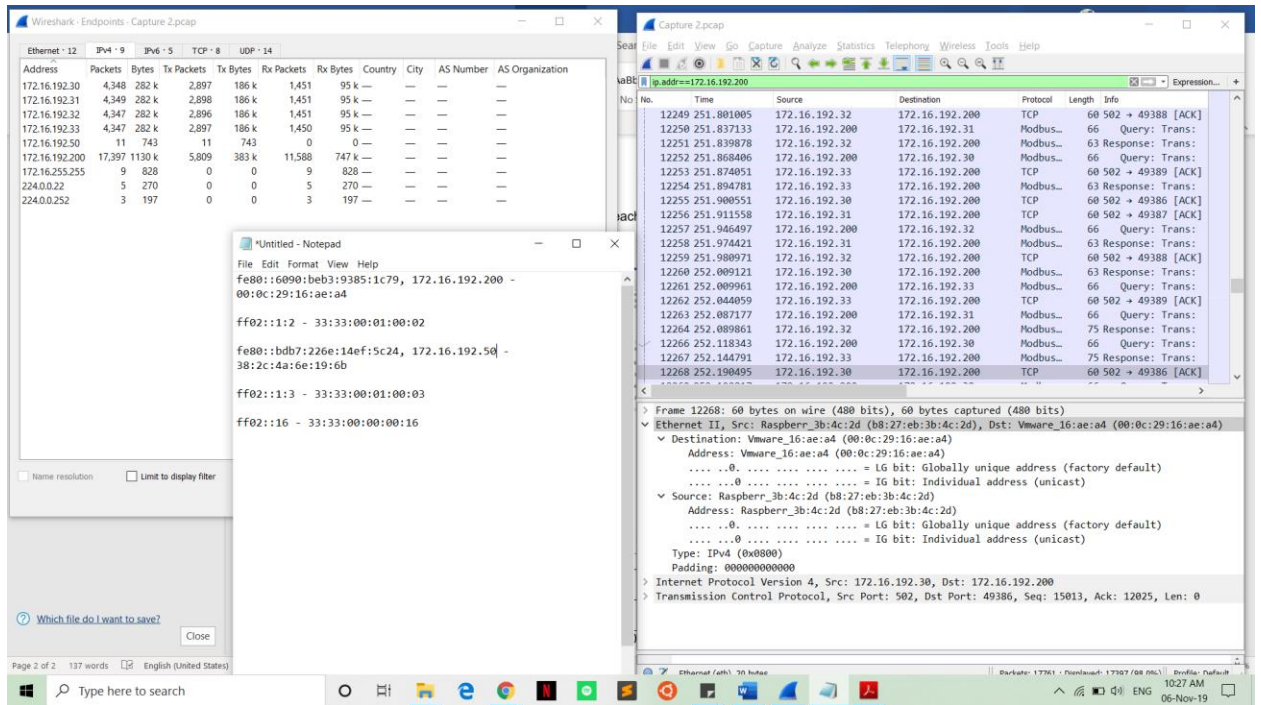 Wireshark · Endpoints · Capture 2.pcap
Ethernet · 12 IPv4 · 9 IPv6 · 5 TCP · 8 UDP · 14
Address Packets Bytes Tx Packets Tx Bytes Rx Packets Rx Bytes Country City AS Number AS Organization
172.16.192.30 4,348 282 k 2,897 186 k 1,451 95 k — — — —
172.16.192.31 4,349 282 k 2,898 186 k 1,451 95 k — — — —
172.16.192.32 4,347 282 k 2,896 186 k 1,451 95 k — — — —
172.16.192.33 4,347 282 k 2,897 186 k 1,450 95 k — — — —
172.16.192.50 11 743 11 743 0 0 — — — —
172.16.192.200 17,397 1130 k 5,809 383 k 11,588 747 k — — — —
172.16.255.255 9 828 0 0 9 828 — — — —
224.0.0.22 5 270 0 0 5 270 — — — —
224.0.0.252 3 197 0 0 3 197 — — — —
Name resolution Limit to display filter
Which file do I want to save?
Close
Page 2 of 2 137 words English (United States)
*Untitled - Notepad
File Edit Format View Help
fe80::6090:beb3:9385:1c79, 172.16.192.200 -
00:0c:29:16:ae:a4
ff02::1:2 - 33:33:00:01:00:02
fe80::bdb7:226e:14ef:5c24, 172.16.192.50 -
38:2c:4a:6e:19:6b
ff02::1:3 - 33:33:00:01:00:03
ff02::16 - 33:33:00:00:00:16
Capture 2.pcap
File Edit View Go Capture Analyze Statistics Telephony Wireless Tools Help
ip.addr==172.16.192.200 Expression... +
No. Time Source Destination Protocol Length Info
12249 251.801005 172.16.192.32 172.16.192.200 TCP 60 502 → 49388 [ACK]
12250 251.837133 172.16.192.200 172.16.192.31 Modbus… 66 Query: Trans:
12251 251.839878 172.16.192.32 172.16.192.200 Modbus… 63 Response: Trans:
12252 251.868406 172.16.192.200 172.16.192.30 Modbus… 66 Query: Trans:
12253 251.874051 172.16.192.33 172.16.192.200 TCP 60 502 → 49389 [ACK]
12254 251.894781 172.16.192.33 172.16.192.200 Modbus… 63 Response: Trans:
12255 251.900551 172.16.192.30 172.16.192.200 TCP 60 502 → 49386 [ACK]
12256 251.911558 172.16.192.31 172.16.192.200 TCP 60 502 → 49387 [ACK]
12257 251.946497 172.16.192.200 172.16.192.32 Modbus… 66 Query: Trans:
12258 251.974421 172.16.192.31 172.16.192.200 Modbus… 63 Response: Trans:
12259 251.980971 172.16.192.32 172.16.192.200 TCP 60 502 → 49388 [ACK]
12260 252.009121 172.16.192.30 172.16.192.200 Modbus… 63 Response: Trans:
12261 252.009961 172.16.192.200 172.16.192.33 Modbus… 66 Query: Trans:
12262 252.044059 172.16.192.33 172.16.192.200 TCP 60 502 → 49389 [ACK]
12263 252.087177 172.16.192.200 172.16.192.31 Modbus… 66 Query: Trans:
12264 252.089861 172.16.192.32 172.16.192.200 Modbus… 75 Response: Trans:
12266 252.118343 172.16.192.200 172.16.192.30 Modbus… 66 Query: Trans:
12267 252.144791 172.16.192.33 172.16.192.200 Modbus… 75 Response: Trans:
12268 252.190495 172.16.192.30 172.16.192.200 TCP 60 502 → 49386 [ACK]
Frame 12268: 60 bytes on wire (480 bits), 60 bytes captured (480 bits)
Ethernet II, Src: Raspberr_3b:4c:2d (b8:27:eb:3b:4c:2d), Dst: Vmware_16:ae:a4 (00:0c:29:16:ae:a4)
Destination: Vmware_16:ae:a4 (00:0c:29:16:ae:a4)
Address: Vmware_16:ae:a4 (00:0c:29:16:ae:a4)
.... ..0. .... .... .... .... = LG bit: Globally unique address (factory default)
.... ...0 .... .... .... .... = IG bit: Individual address (unicast)
Source: Raspberr_3b:4c:2d (b8:27:eb:3b:4c:2d)
Address: Raspberr_3b:4c:2d (b8:27:eb:3b:4c:2d)
.... ..0. .... .... .... .... = LG bit: Globally unique address (factory default)
.... ...0 .... .... .... .... = IG bit: Individual address (unicast)
Type: IPv4 (0x0800)
Padding: 000000000000
Internet Protocol Version 4, Src: 172.16.192.30, Dst: 172.16.192.200
Transmission Control Protocol, Src Port: 502, Dst Port: 49386, Seq: 15013, Ack: 12025, Len: 0
Ethernet (eth), 20 bytes Packets: 17761 · Displayed: 17397 (98.0%) Profile: Default
Type here to search
ENG
10:27 AM
06-Nov-19